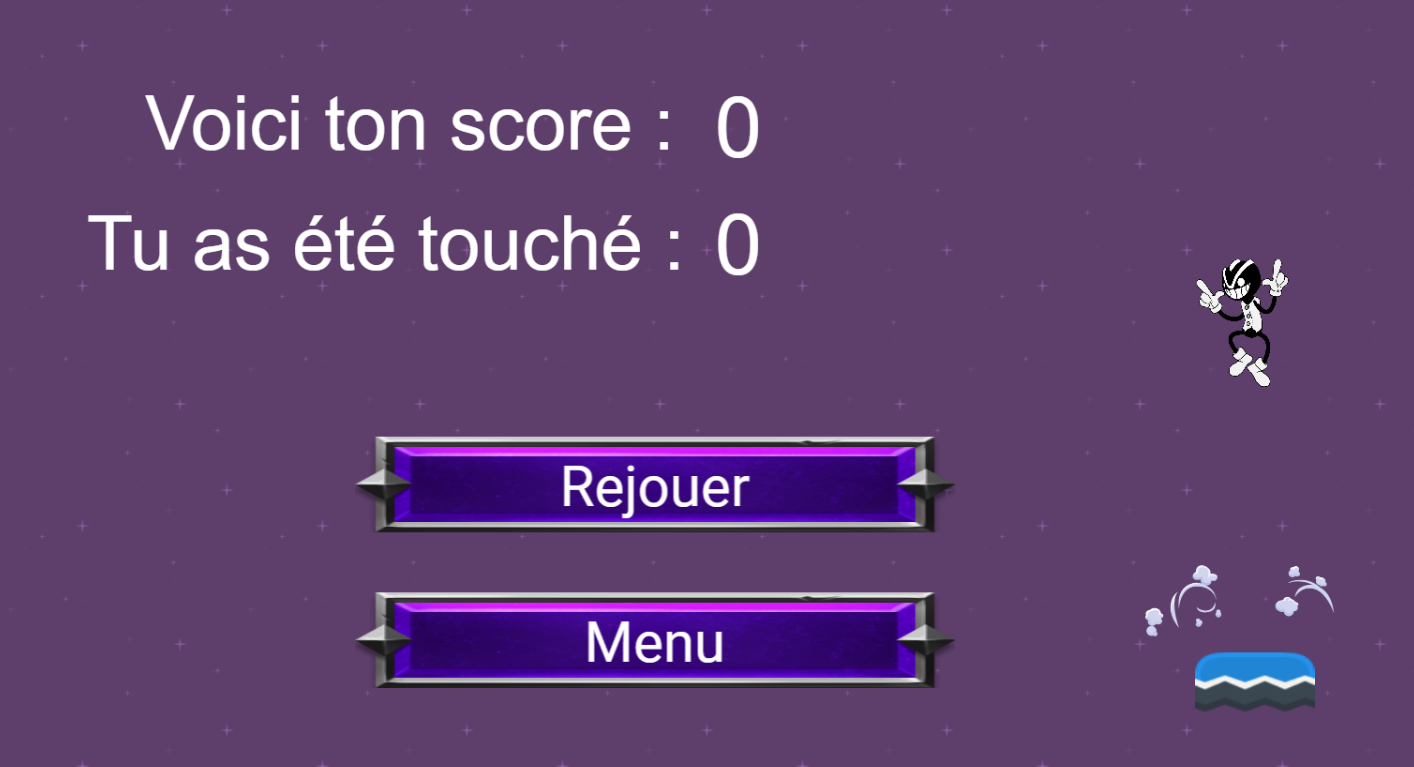 Voici ton score : 0
Tu as été touché : 0
Rejouer
Menu